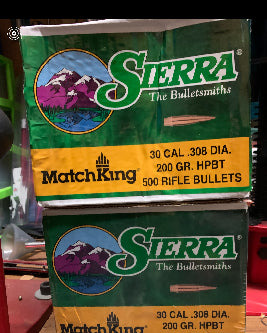 SIERRA®
The Bulletsmiths
30 CAL .308 DIA.
200 GR. HPBT
MatchKing® 500 RIFLE BULLETS
SIERRA®
The Bulletsmiths
30 CAL .308 DIA.
MatchKing® 200 GR. HPBT